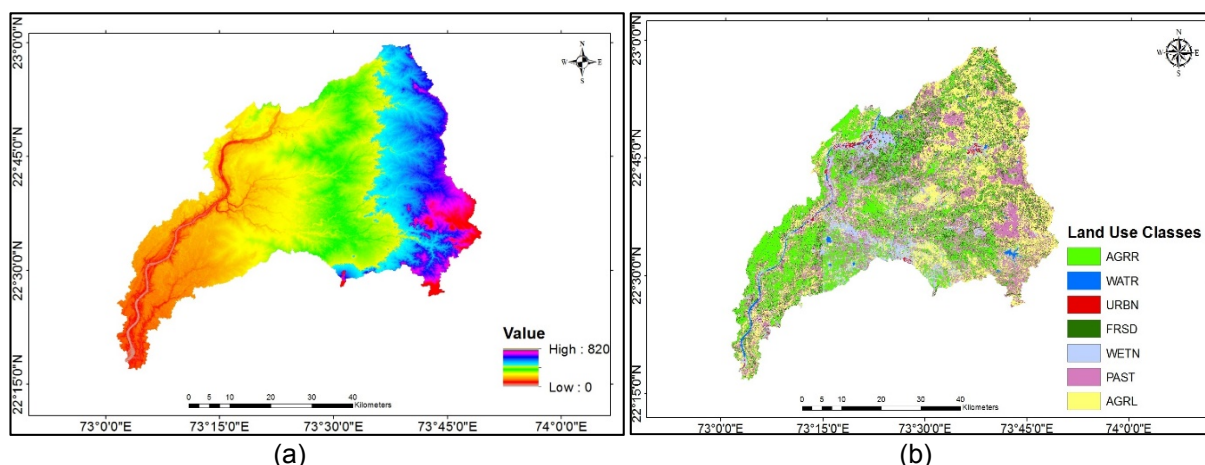 N
W E
S
23°0'0"N
22°45'0"N
22°30'0"N
22°15'0"N
Value
High : 820
Low : 0
0 5 10 20 30 40
Kilometers
73°0'0"E 73°15'0"E 73°30'0"E 73°45'0"E 74°0'0"E
(a)
N
W E
S
23°0'0"N
22°45'0"N
22°30'0"N
22°15'0"N
Land Use Classes
AGRR
WATR
URBN
FRSD
WETN
PAST
AGRL
0 5 10 20 30 40
Kilometers
73°0'0"E 73°15'0"E 73°30'0"E 73°45'0"E 74°0'0"E
(b)